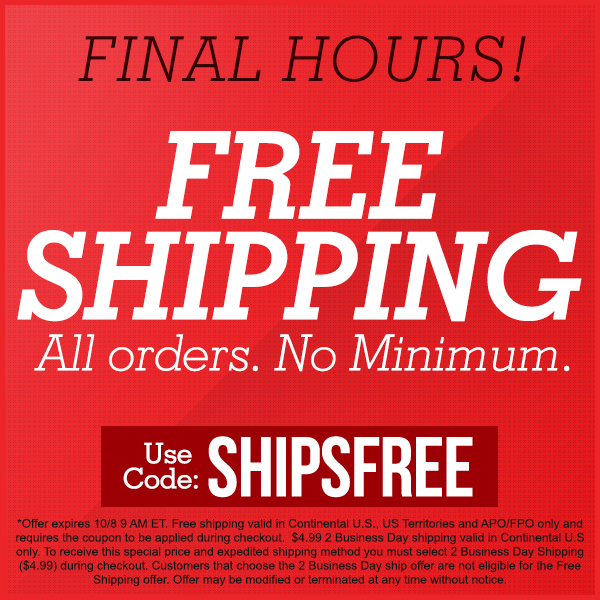 FINAL HOURS!
FREE
SHIPPING
All orders. No Minimum.
Use
Code: SHIPSFREE
*Offer expires 10/8 9 AM ET. Free shipping valid in Continental U.S., US Territories and APO/FPO only and
requires the coupon to be applied during checkout. $4.99 2 Business Day shipping valid in Continental U.S
only. To receive this special price and expedited shipping method you must select 2 Business Day Shipping
($4.99) during checkout. Customers that choose the 2 Business Day ship offer are not eligible for the Free
Shipping offer. Offer may be modified or terminated at any time without notice.